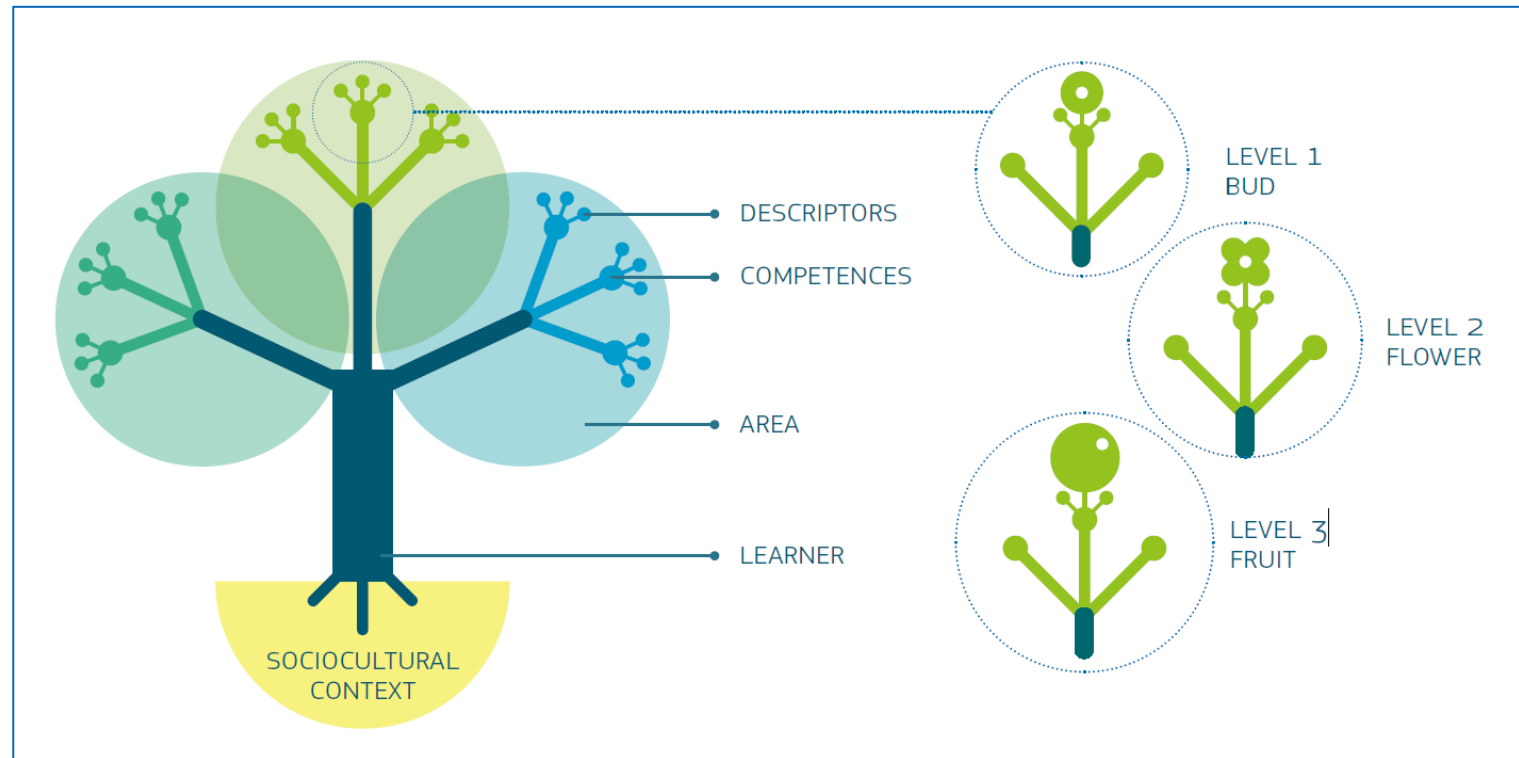 DESCRIPTORS
COMPETENCES
AREA
LEARNER
SOCIOCULTURAL
CONTEXT
LEVEL 1
BUD
LEVEL 2
FLOWER
LEVEL 3
FRUIT